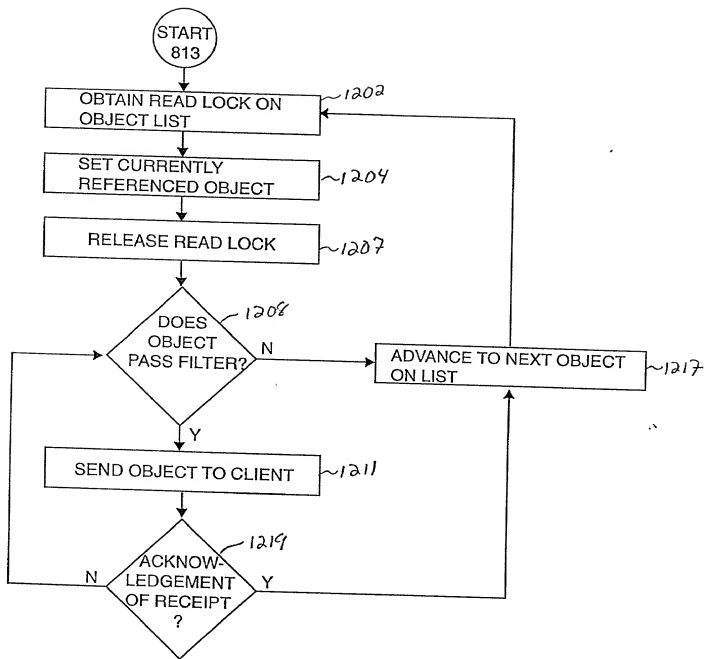 START
813
OBTAIN READ LOCK ON
OBJECT LIST
1202
SET CURRENTLY
REFERENCED OBJECT
1204
RELEASE READ LOCK
1207
DOES
OBJECT
PASS FILTER?
1208
N
ADVANCE TO NEXT OBJECT
ON LIST
1217
Y
SEND OBJECT TO CLIENT
1211
ACKNOW-
LEDGEMENT
OF RECEIPT
?
1219
N
Y